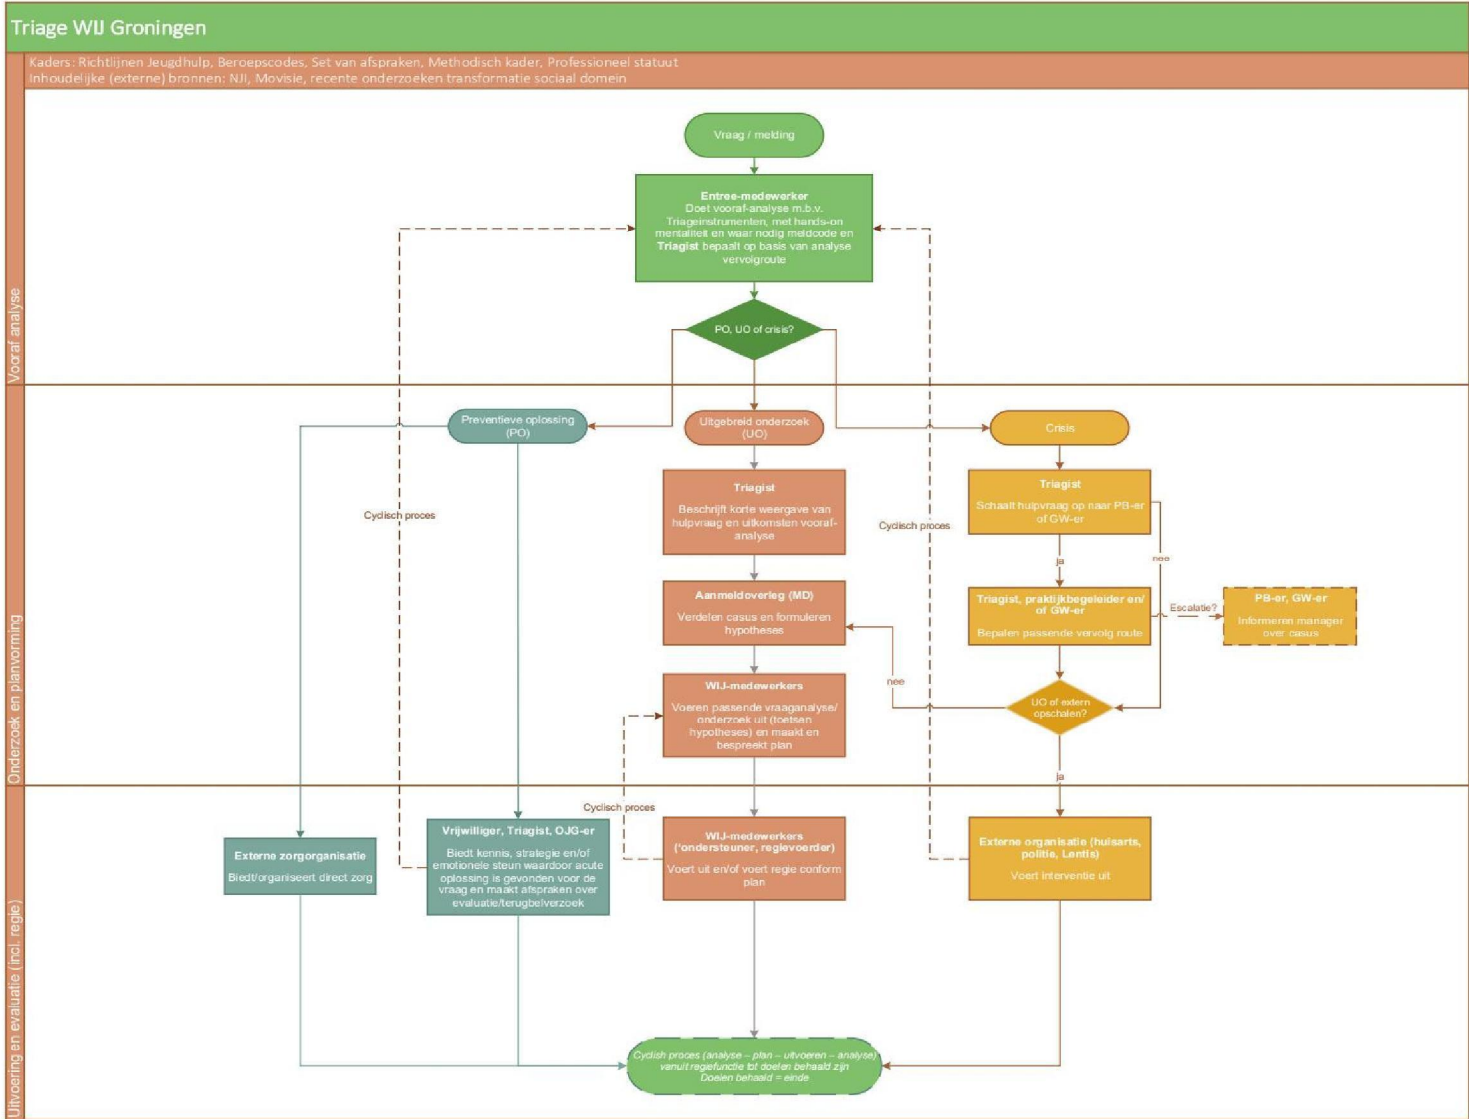 Triage WIJ Groningen
Kaders: Richtlijnen Jeugdhulp, Beroepscodes, Set van afspraken, Methodisch kader, Professioneel statuut
Inhoudelijke (externe) bronnen: NJI, Movisie, recente onderzoeken transformatie sociaal domein
Vooraf analyse
Vraag / melding
Entree-medewerker
Doet vooraf-analyse m.b.v.
Triageinstrumenten, met hands-on
mentaliteit en waar nodig meldcode en
Triagist bepaalt op basis van analyse
vervolgroute
PO, UO of crisis?
Onderzoek en planvorming
Preventieve oplossing
(PO)
Uitgebreid onderzoek
(UO)
Crisis
Triagist
Beschrijft korte weergave van
hulpvraag en uitkomsten vooraf-
analyse
Triagist
Schaalt hulpvraag op naar PB-er
of GW-er
Cyclisch proces
Cyclisch proces
ja
nee
Aanmeldoverleg (MD)
Verdelen casus en formuleren
hypotheses
Triagist, praktijkbegeleider en/
of GW-er
Bepalen passende vervolg route
Escalatie?
PB-er, GW-er
Informeren manager
over casus
WIJ-medewerkers
Voeren passende vraaganalyse/
onderzoek uit (toetsen
hypotheses) en maakt en
bespreekt plan
nee
UO of extern
opschalen?
ja
Uitvoering en evaluatie (incl. regie)
Cyclisch proces
Externe zorgorganisatie
Biedt/organiseert direct zorg
Vrijwilliger, Triagist, OJG-er
Biedt kennis, strategie en/of
emotionele steun waardoor acute
oplossing is gevonden voor de
vraag en maakt afspraken over
evaluatie/terugbelverzoek
WIJ-medewerkers
('ondersteuner, regievoerder)
Voert uit en/of voert regie conform
plan
Externe organisatie (huisarts,
politie, Lentis)
Voert interventie uit
Cyclish proces (analyse – plan – uitvoeren – analyse)
vanuit regiefunctie tot doelen behaald zijn
Doelen behaald = einde